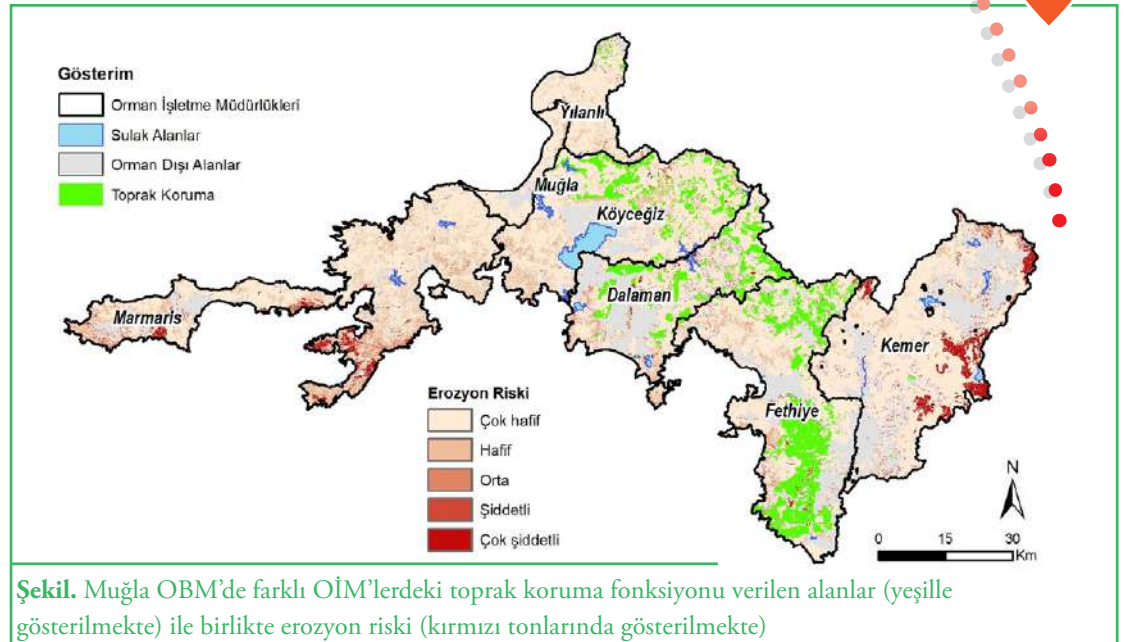 Gösterim
Orman İşletme Müdürlükleri
Sulak Alanlar
Orman Dışı Alanlar
Toprak Koruma
Yılanlı
Muğla
Köyceğiz
Marmaris
Dalaman
Kemer
Fethiye
Erozyon Riski
Çok hafif
Hafif
Orta
Şiddetli
Çok şiddetli
N
0 15 30
Km
Şekil. Muğla OBM’de farklı OİM’lerdeki toprak koruma fonksiyonu verilen alanlar (yeşille
gösterilmekte) ile birlikte erozyon riski (kırmızı tonlarında gösterilmekte)